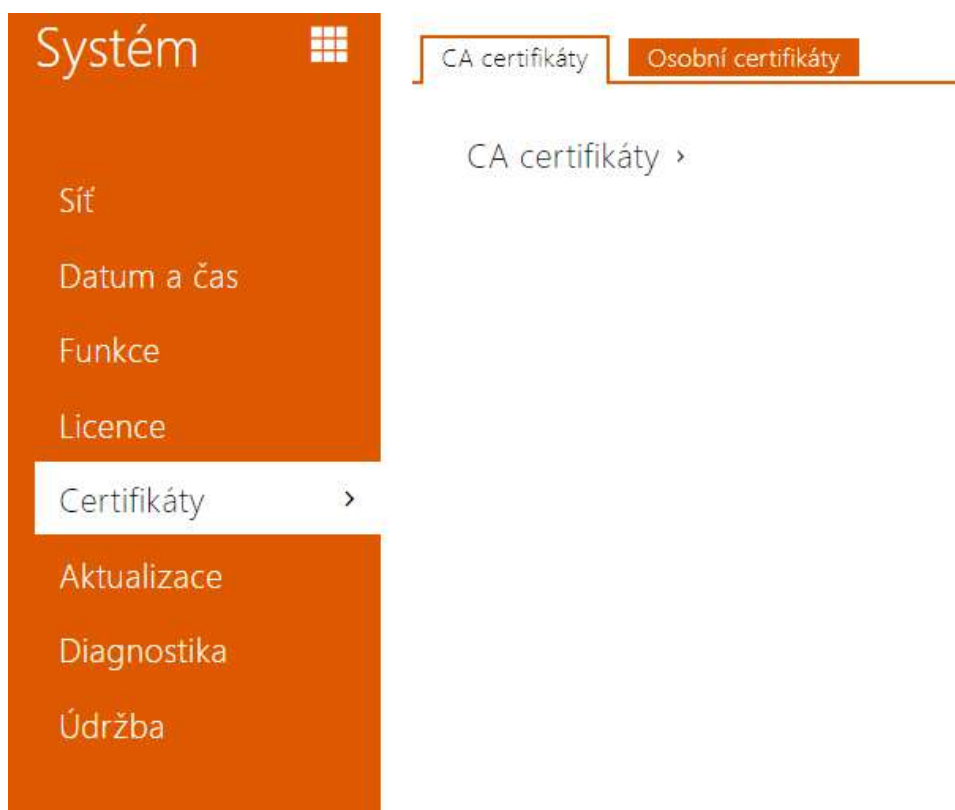 Systém
Síť
Datum a čas
Funkce
Licence
Certifikáty
Aktualizace
Diagnostika
Údržba
CA certifikáty
Osobní certifikáty
CA certifikáty